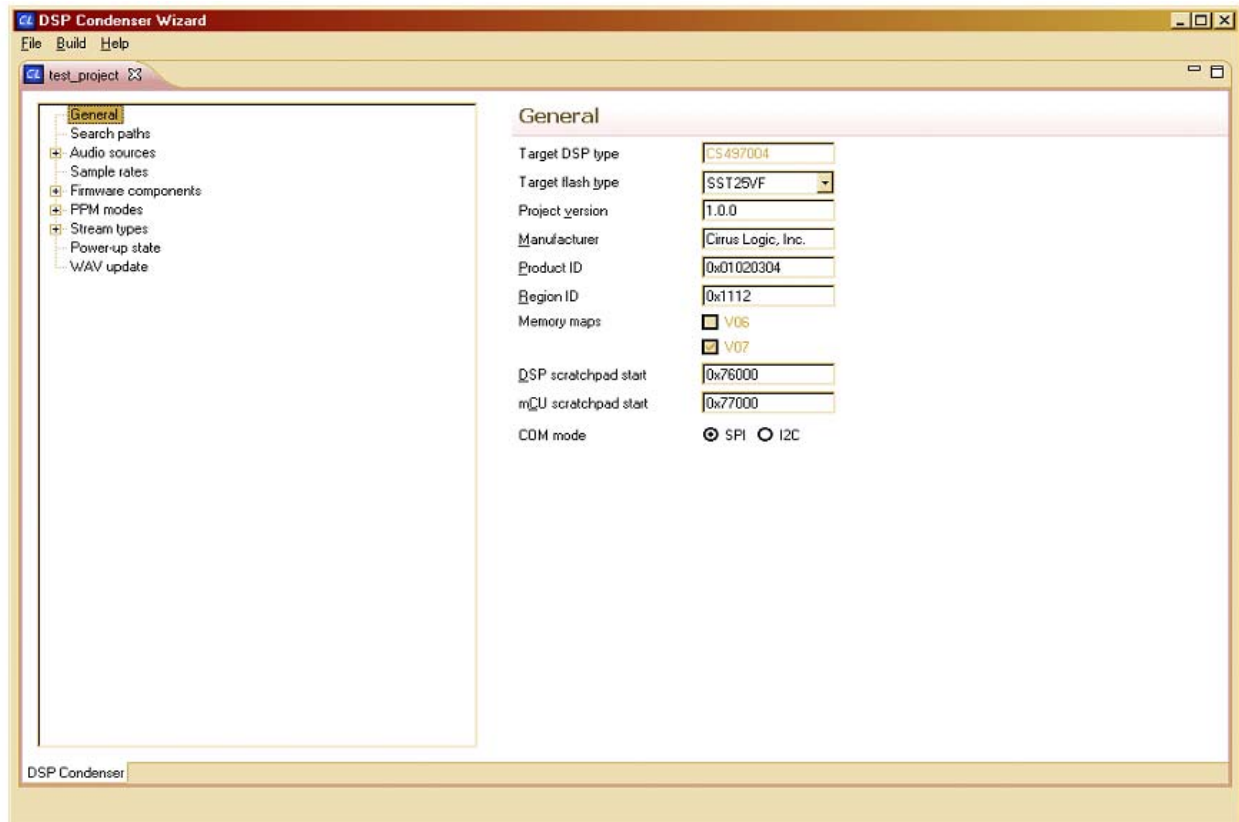 CL DSP Condenser Wizard
File Build Help
CL test_project
General
Search paths
Audio sources
Sample rates
Firmware components
PPM modes
Stream types
Power-up state
WAV update
General
Target DSP type CS497004
Target flash type SST25VF
Project version 1.0.0
Manufacturer Cirrus Logic, Inc.
Product ID 0x01020304
Region ID 0x1112
Memory maps V06
V07
DSP scratchpad start 0x76000
mCU scratchpad start 0x77000
COM mode SPI I2C
DSP Condenser